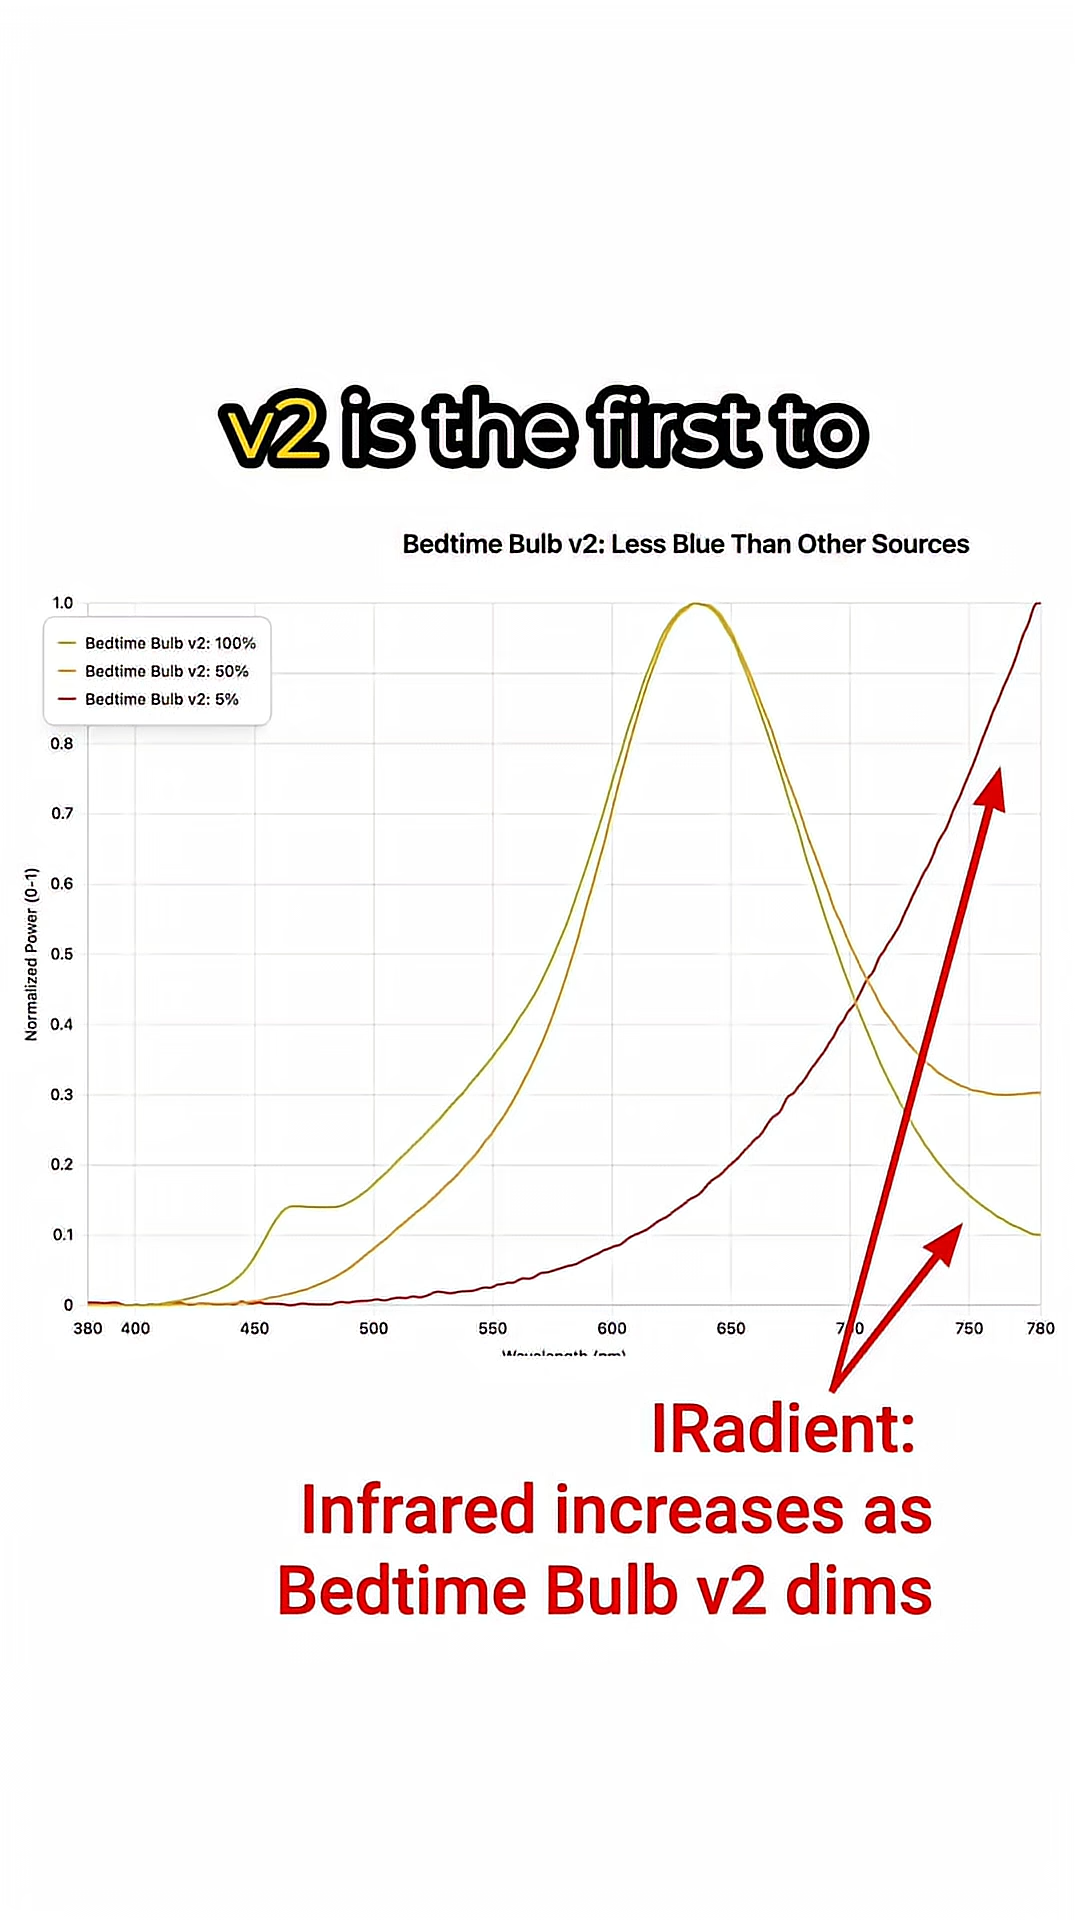 v2 is the first to
Bedtime Bulb v2: Less Blue Than Other Sources
1.0
Bedtime Bulb v2: 100%
Bedtime Bulb v2: 50%
Bedtime Bulb v2: 5%
0.8
0.7
0.6
0.5
0.4
0.3
0.2
0.1
0
Normalized Power (0-1)
380 400 450 500 550 600 650 700 750 780
Wavelength (nm)
IRadient:
Infrared increases as
Bedtime Bulb v2 dims